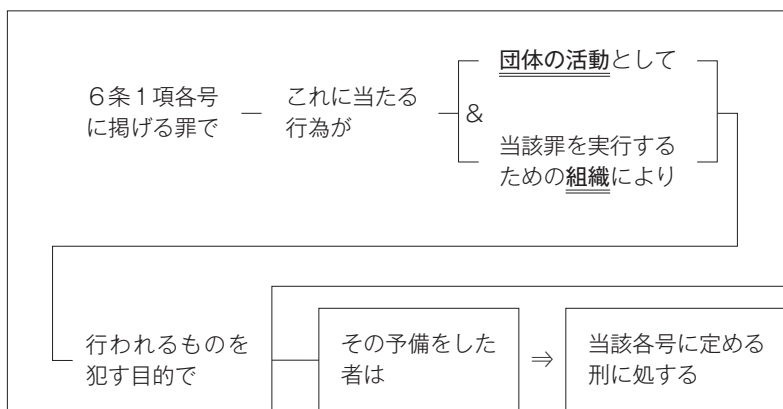 団体の活動として
６条１項各号
に掲げる罪で
これに当たる
行為が
＆
当該罪を実行する
ための組織により
行われるものを
犯す目的で
その予備をした
者は
⇒
当該各号に定める
刑に処する